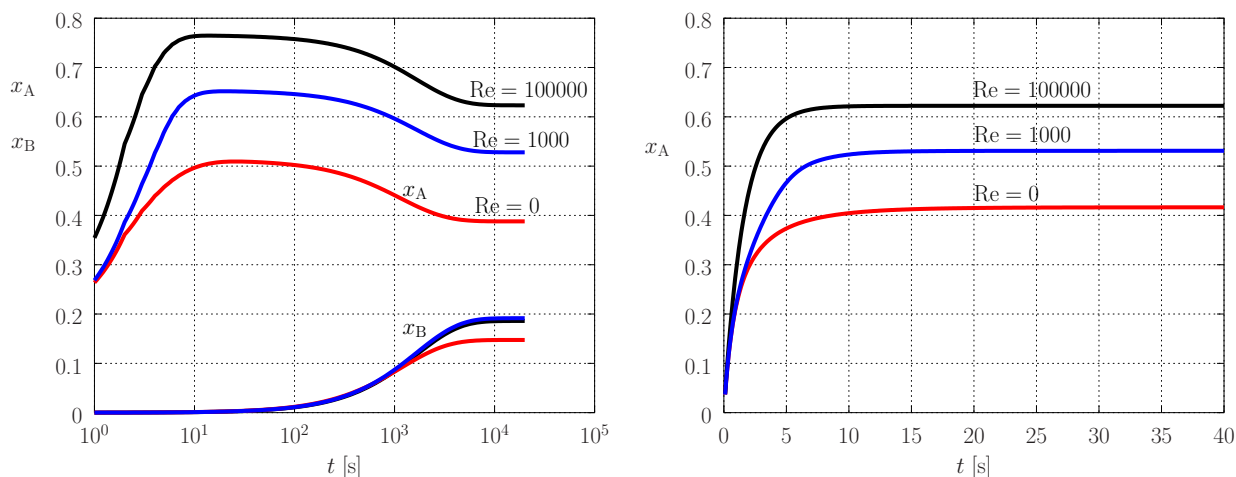 0.8
0.7
x_A
0.6
x_B
0.5
0.4
0.3
0.2
0.1
0
Re = 100000
Re = 1000
x_A
Re = 0
x_B
10^0 10^1 10^2 10^3 10^4 10^5
t [s]
0.8
0.7
0.6
x_A
0.5
0.4
0.3
0.2
0.1
0
Re = 100000
Re = 1000
Re = 0
0 5 10 15 20 25 30 35 40
t [s]